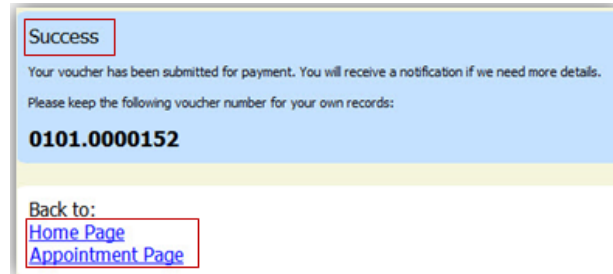 Success
Your voucher has been submitted for payment. You will receive a notification if we need more details.
Please keep the following voucher number for your own records:
0101.0000152
Back to:
Home Page
Appointment Page